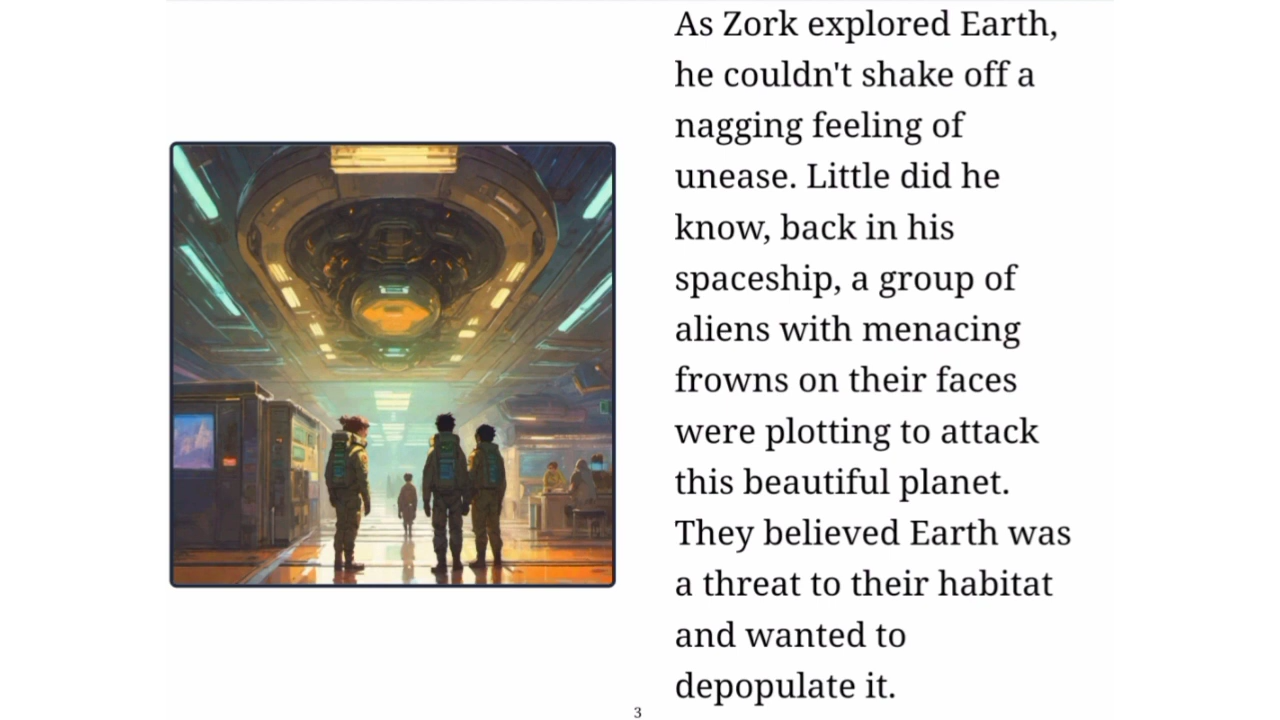 As Zork explored Earth,
he couldn't shake off a
nagging feeling of
unease. Little did he
know, back in his
spaceship, a group of
aliens with menacing
frowns on their faces
were plotting to attack
this beautiful planet.
They believed Earth was
a threat to their habitat
and wanted to
depopulate it.
3